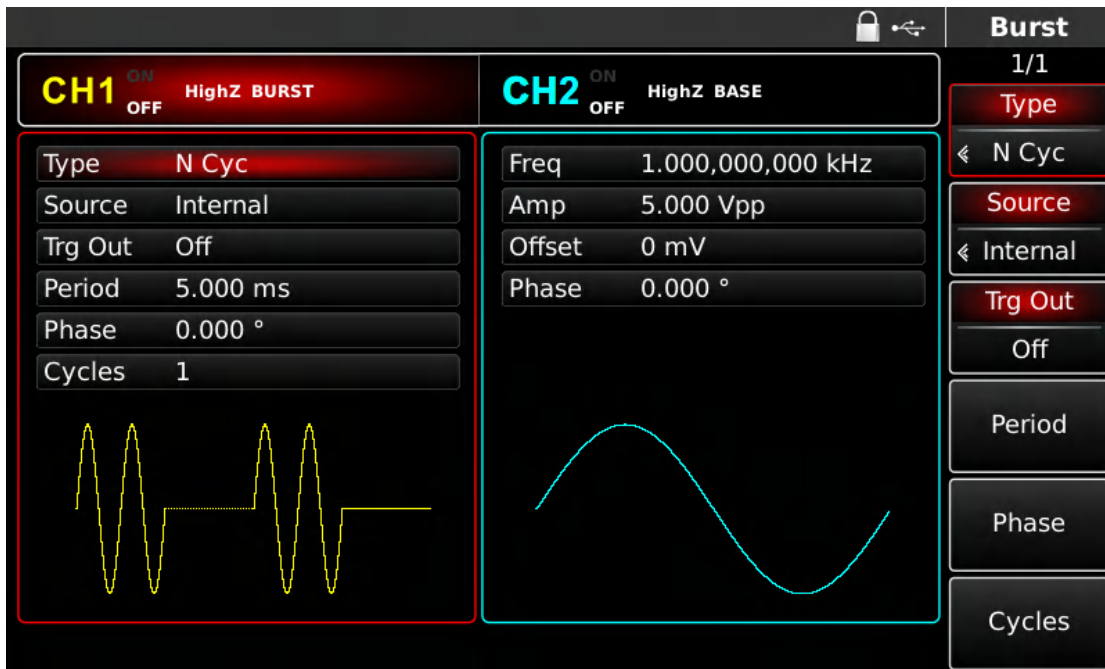 Burst
1/1
CH1 ON OFF HighZ BURST
CH2 ON OFF HighZ BASE
Type N Cyc
Source Internal
Trg Out Off
Period 5.000 ms
Phase 0.000 °
Cycles 1
Freq 1.000,000,000 kHz
Amp 5.000 Vpp
Offset 0 mV
Phase 0.000 °
Type
N Cyc
Source
Internal
Trg Out
Off
Period
Phase
Cycles